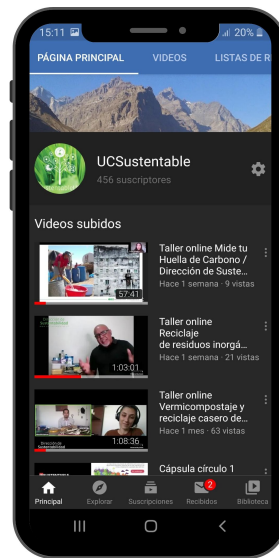 15:11
20%
PÁGINA PRINCIPAL VIDEOS LISTAS DE R
UCSustentable
456 suscriptores
Videos subidos
Taller online Mide tu
Huella de Carbono /
Dirección de Suste...
Hace 1 semana · 9 vistas
57:41
Taller online
Reciclaje
de residuos inorgá...
Hace 1 semana · 21 vistas
1:03:01
Taller online
Vermicompostaje y
reciclaje casero de...
Hace 1 mes · 63 vistas
Dirección de
Sustentabilidad
1:08:36
Cápsula círculo 1
2
Principal Explorar Suscripciones Recibidos Biblioteca